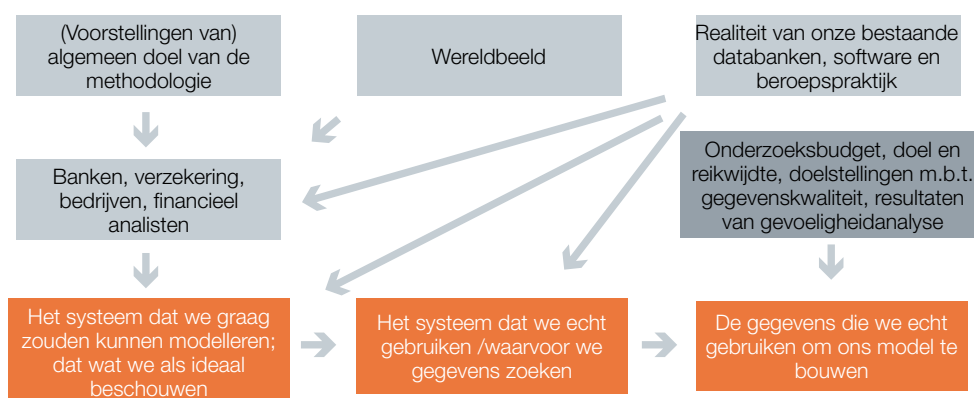 (Voorstellingen van)
algemeen doel van de
methodologie
Wereldbeeld
Realiteit van onze bestaande
databanken, software en
beroepspraktijk
Banken, verzekering,
bedrijven, financieel
analisten
Onderzoeksbudget, doel en
reikwijdte, doelstellingen m.b.t.
gegevenskwaliteit, resultaten
van gevoeligheidanalyse
Het systeem dat we graag
zouden kunnen modelleren;
dat wat we als ideaal
beschouwen
Het systeem dat we echt
gebruiken /waarvoor we
gegevens zoeken
De gegevens die we echt
gebruiken om ons model te
bouwen